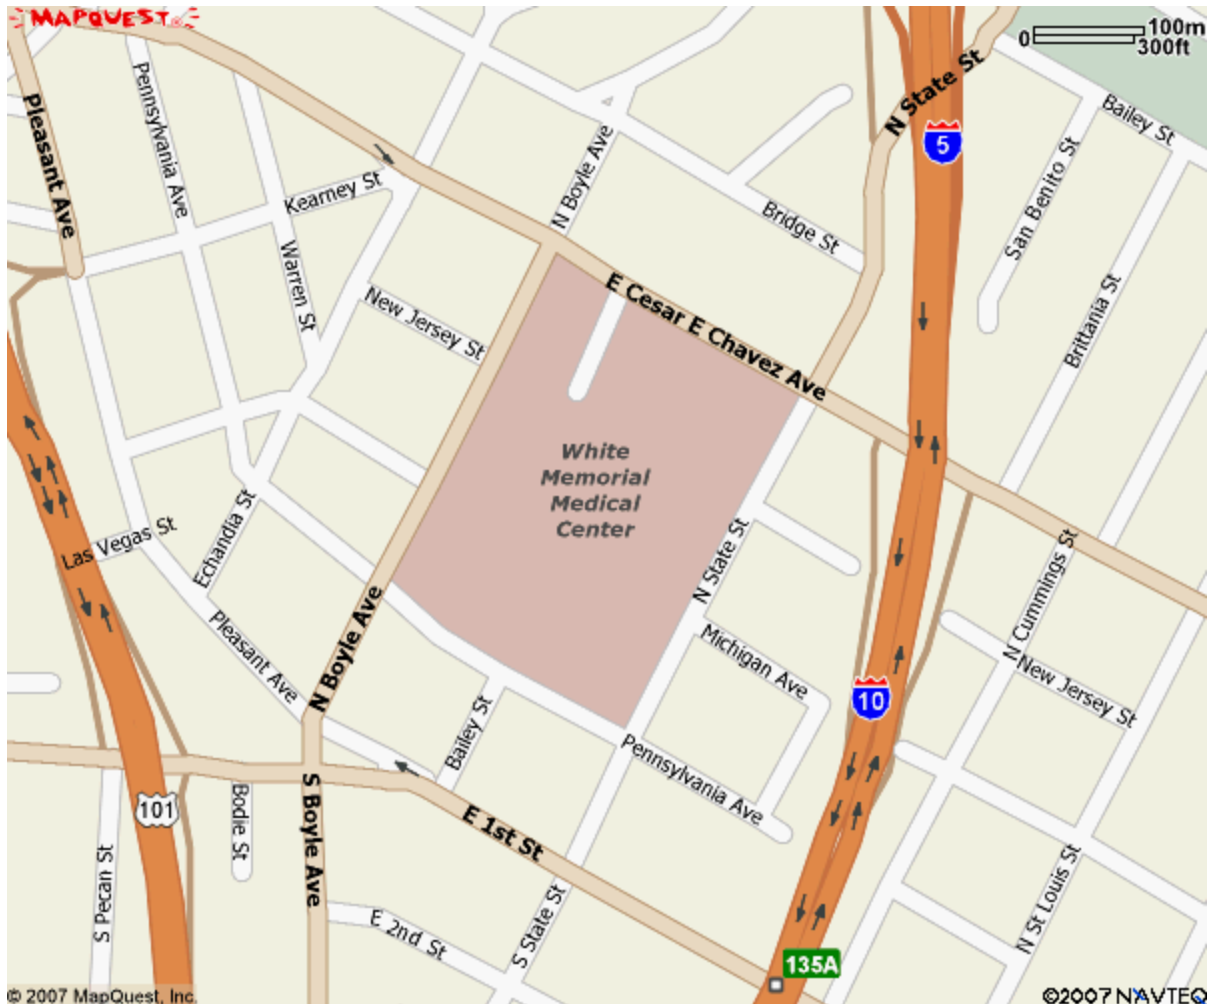 MAPQUEST
100m
0
300ft
N State St
Bailey St
Pennsylvania Ave
Pleasant Ave
5
N Boyle Ave
San Benito St
Kearney St
Bridge St
Warren St
New Jersey St
E Cesar E Chavez Ave
Brittania St
White
Memorial
Medical
Center
Las Vegas St
Echandia St
N State St
N Cummings St
Pleasant Ave
N Boyle Ave
Michigan Ave
New Jersey St
10
Bailey St
Pennsylvania Ave
101
Bodie St
S Boyle Ave
E 1st St
S Pecan St
E 2nd St
S State St
N St Louis St
135A
© 2007 MapQuest, Inc.
©2007 NAVTEQ